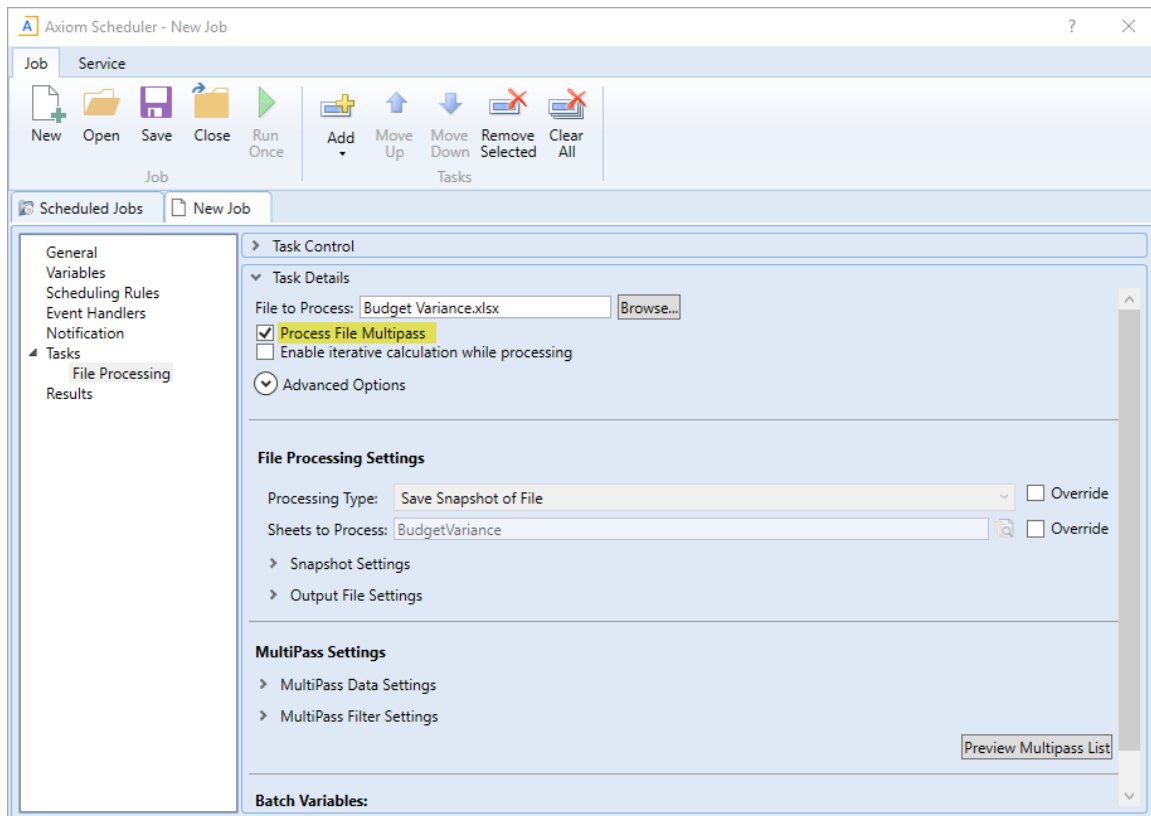 A Axiom Scheduler - New Job ?
Job Service
New Open Save Close Run Once Add Move Up Move Down Remove Selected Clear All
Job Tasks
Scheduled Jobs New Job
General
Variables
Scheduling Rules
Event Handlers
Notification
Tasks
File Processing
Results
Task Control
Task Details
File to Process: Budget Variance.xlsx Browse...
Process File Multipass
Enable iterative calculation while processing
Advanced Options
File Processing Settings
Processing Type: Save Snapshot of File Override
Sheets to Process: BudgetVariance Override
Snapshot Settings
Output File Settings
MultiPass Settings
MultiPass Data Settings
MultiPass Filter Settings
Preview Multipass List
Batch Variables: